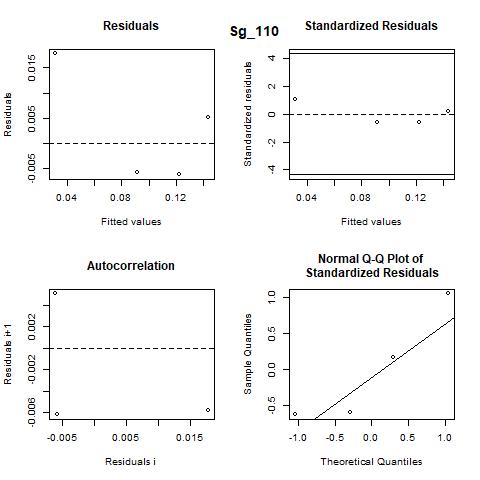 Sg_110
Residuals
Residuals
-0.005 0.005 0.015
0.04 0.08 0.12
Fitted values
Standardized Residuals
Standardized residuals
-4 -2 0 2 4
0.04 0.08 0.12
Fitted values
Autocorrelation
Residuals i+1
-0.006 -0.002 0.002
-0.005 0.005 0.015
Residuals i
Normal Q-Q Plot of
Standardized Residuals
Sample Quantiles
-0.5 0.0 0.5 1.0
-1.0 -0.5 0.0 0.5 1.0
Theoretical Quantiles